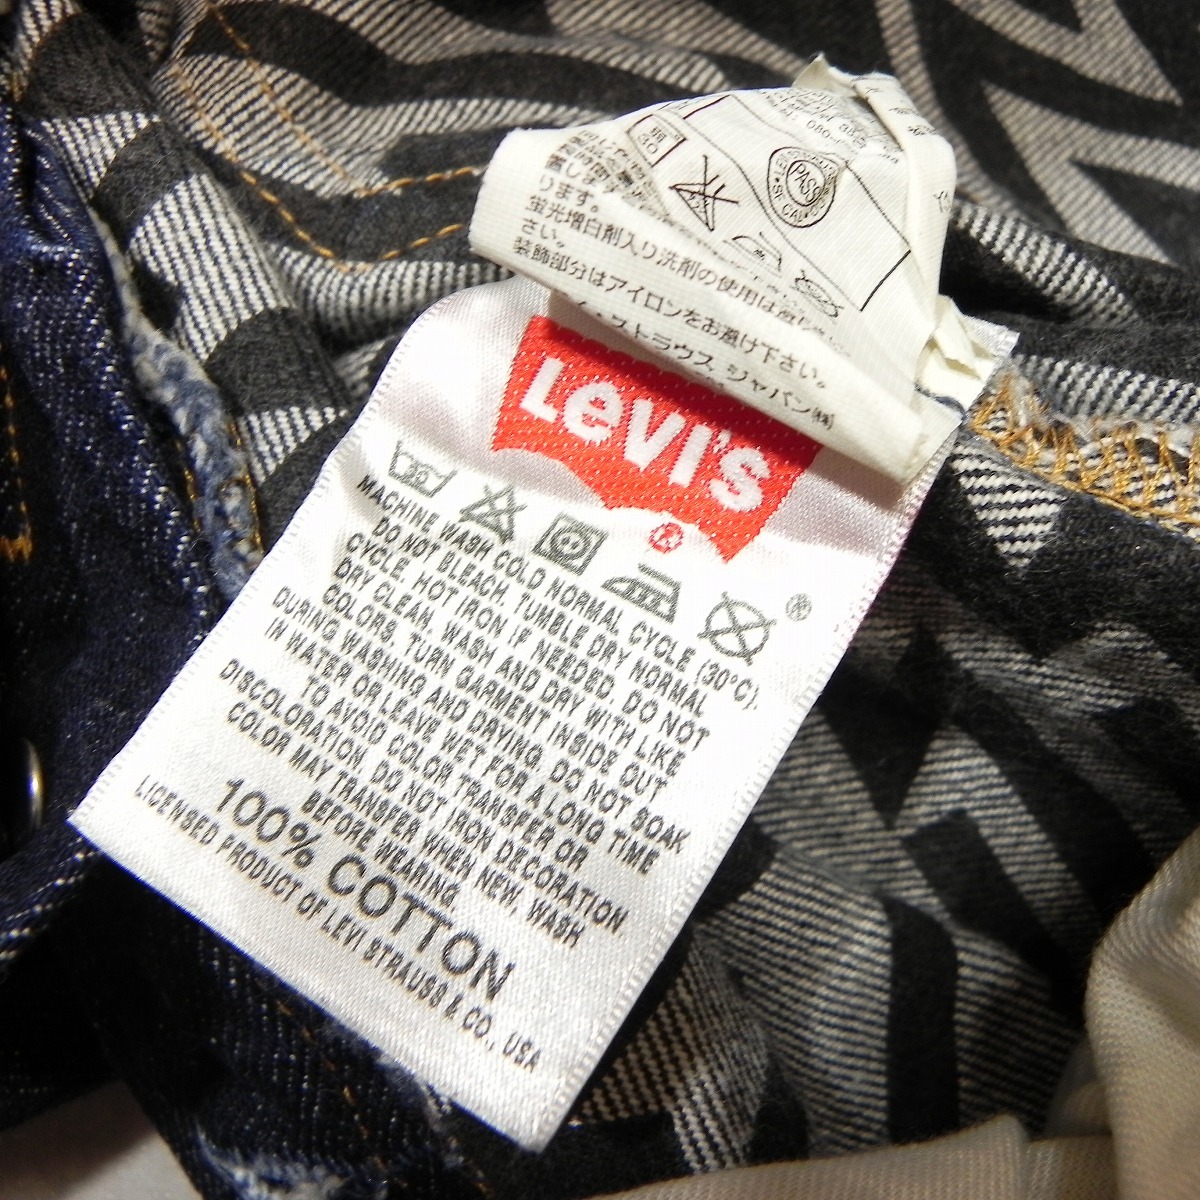 置しま
ります。
蛍光増白剤入り洗剤の使用は
さい。
装飾部分はアイロンをお避け下さい。
ストラウス ジャパン㈱
PASS
LEVI'S
®
®
MACHINE WASH COLD NORMAL CYCLE (30°C).
DO NOT BLEACH. TUMBLE DRY NORMAL
CYCLE. HOT IRON IF NEEDED. DO NOT
DRY CLEAN. WASH AND DRY WITH LIKE
COLORS. TURN GARMENT INSIDE OUT
DURING WASHING AND DRYING. DO NOT SOAK
IN WATER OR LEAVE WET FOR A LONG TIME
TO AVOID COLOR TRANSFER OR
DISCOLORATION. DO NOT IRON DECORATION
COLOR MAY TRANSFER WHEN NEW. WASH
BEFORE WEARING.
100% COTTON
LICENSED PRODUCT OF LEVI STRAUSS & CO., USA